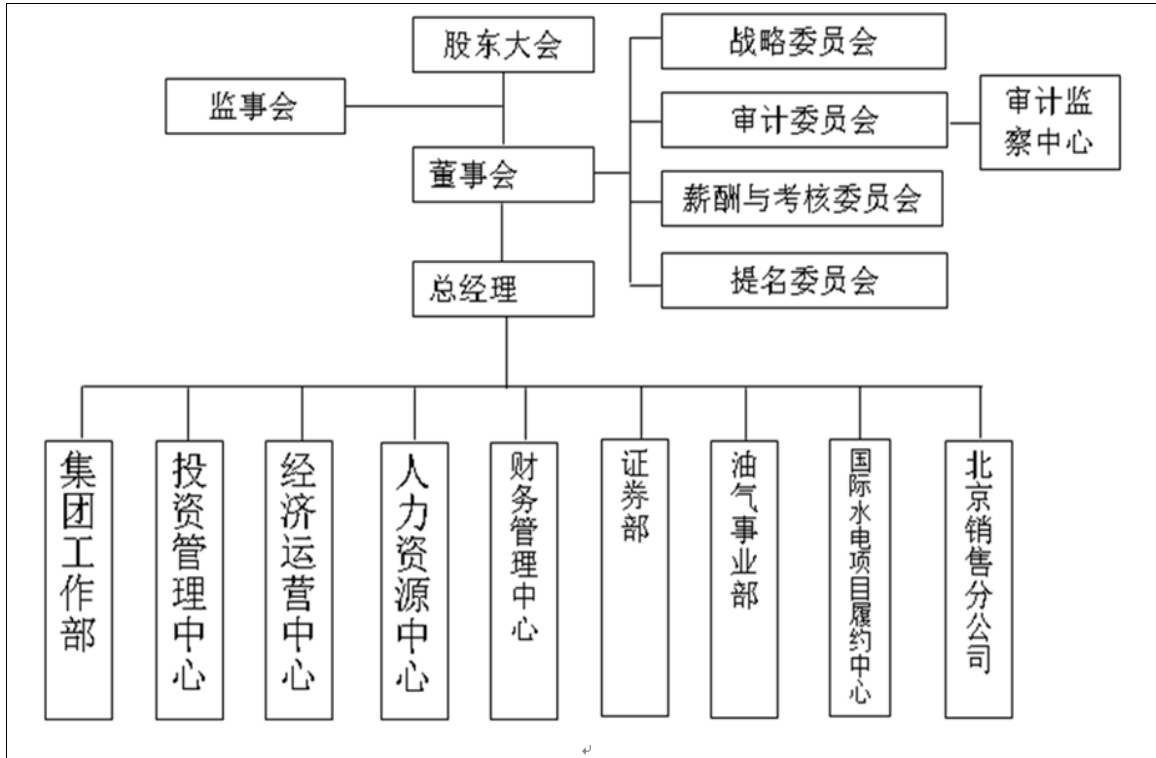 股东大会
战略委员会
监事会
审计委员会
审计监
察中心
董事会
薪酬与考核委员会
总经理
提名委员会
集团工作部
投资管理中心
经济运营中心
人力资源中心
财务管理中心
证券部
油气事业部
国际水电项目履约中心
北京销售分公司